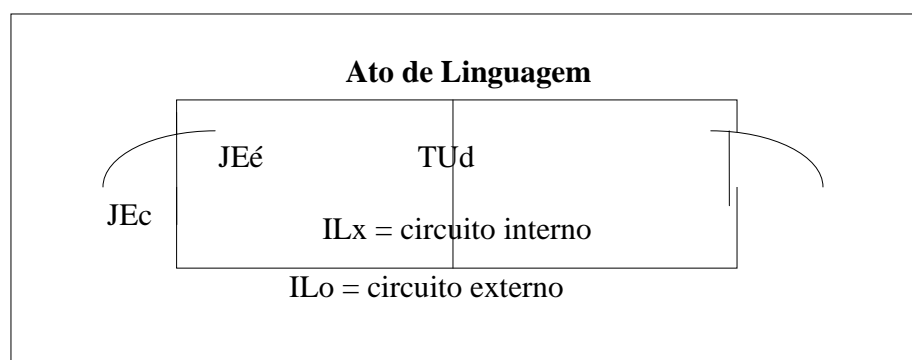 Ato de Linguagem
JEé TUd
JEc
ILx = circuito interno
ILo = circuito externo